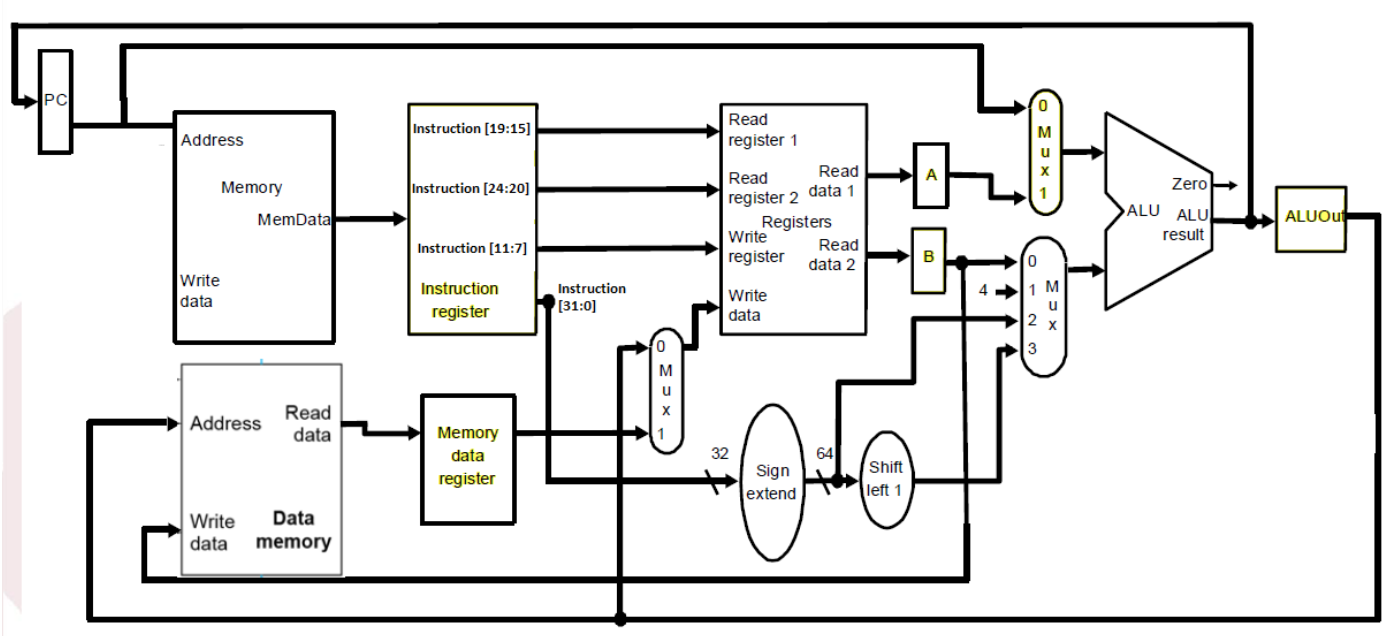 PC
Address
Memory
MemData
Write
data
Instruction [19:15]
Instruction [24:20]
Instruction [11:7]
Instruction
register
Instruction
[31:0]
Read
register 1
Read
register 2
Write
register
Write
data
Registers
Read
data 1
Read
data 2
A
B
4
0
M
u
x
1
0
1
2
3
M
u
x
ALU
Zero
ALU
result
ALUOut
Address
Read
data
Write
data
Data
memory
Memory
data
register
0
M
u
x
1
32
Sign
extend
64
Shift
left 1